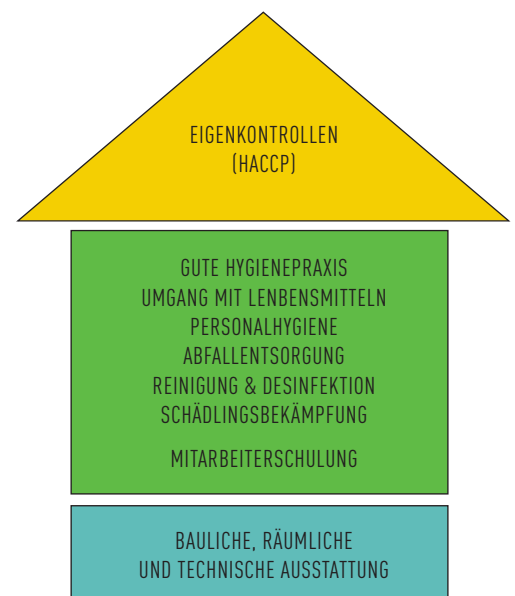 EIGENKONTROLLEN
(HACCP)
GUTE HYGIENEPRAXIS
UMGANG MIT LENBENSMITTELN
PERSONALHYGIENE
ABFALLENTSORGUNG
REINIGUNG & DESINFEKTION
SCHÄDLINGSBEKÄMPFUNG
MITARBEITERSCHULUNG
BAULICHE, RÄUMLICHE
UND TECHNISCHE AUSSTATTUNG